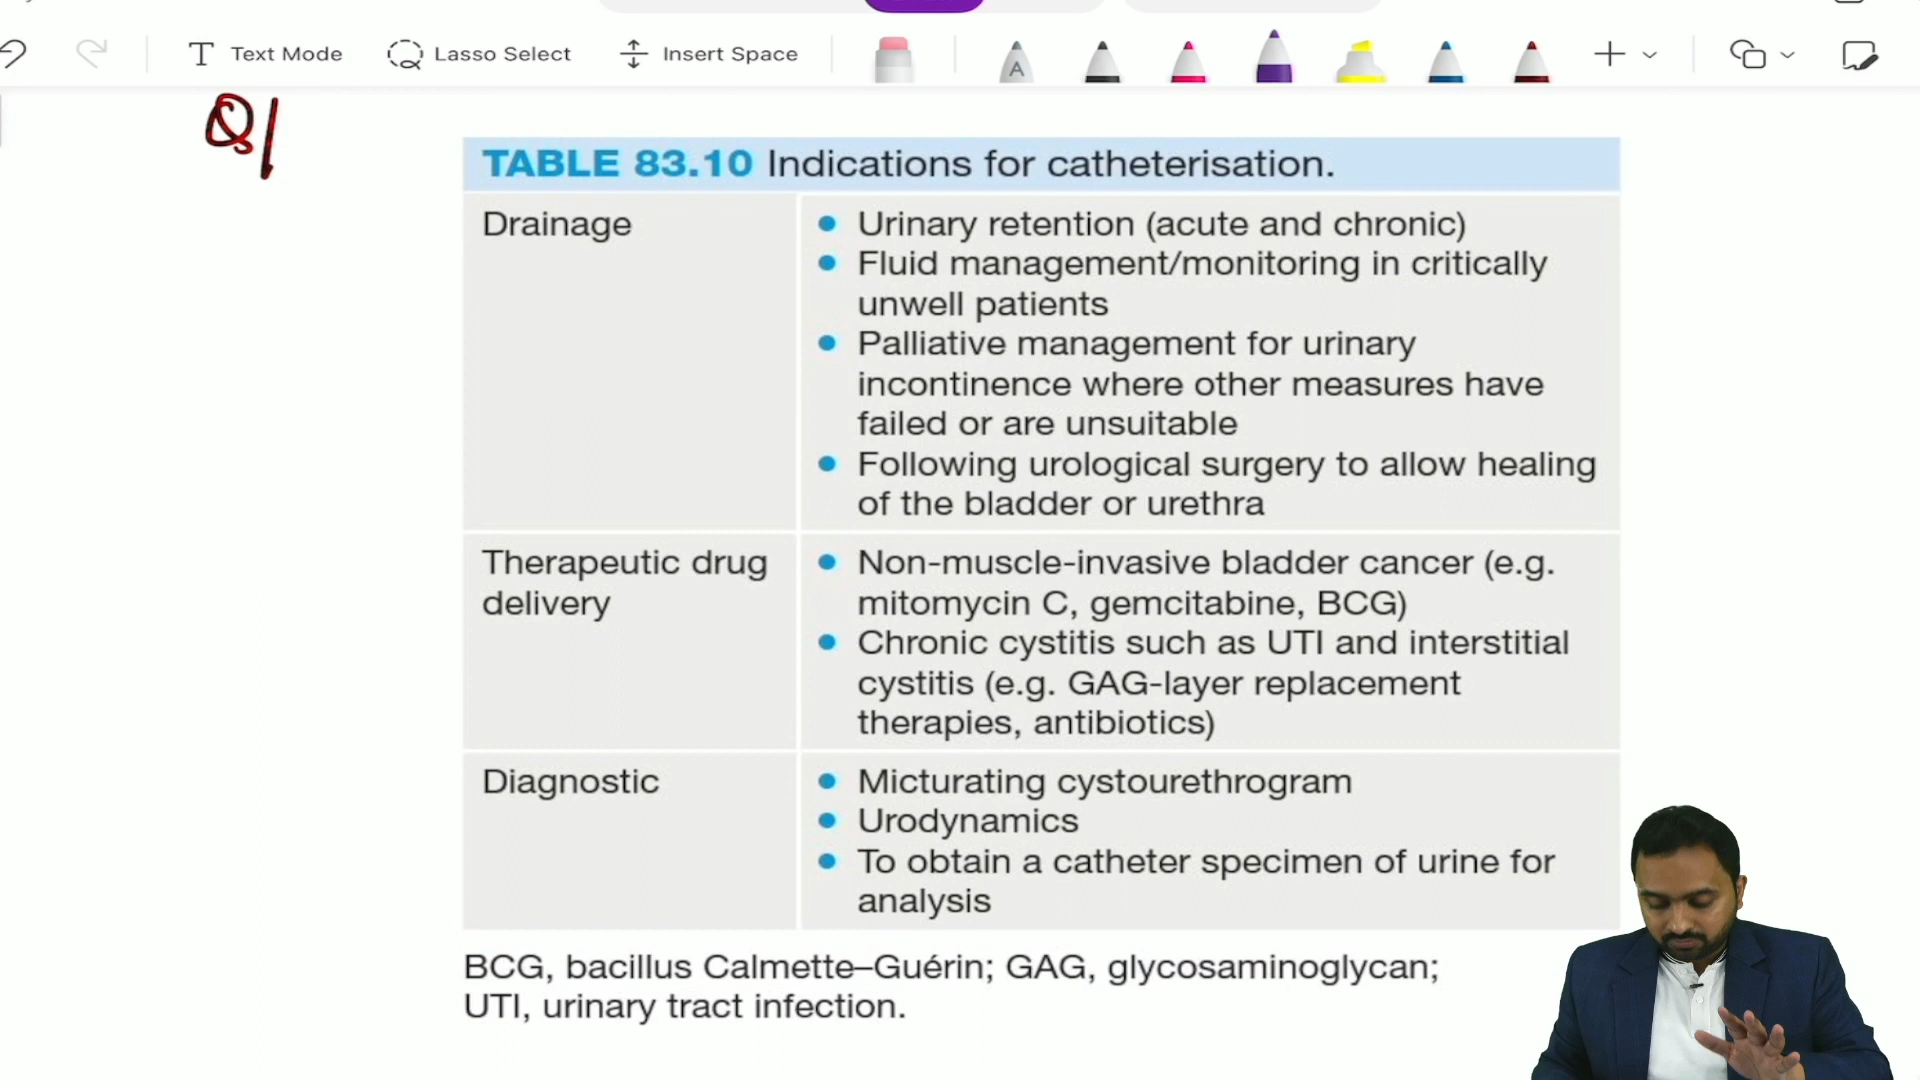 Text Mode
Lasso Select
Insert Space
A
Q1
TABLE 83.10 Indications for catheterisation.
Drainage
• Urinary retention (acute and chronic)
• Fluid management/monitoring in critically
unwell patients
• Palliative management for urinary
incontinence where other measures have
failed or are unsuitable
• Following urological surgery to allow healing
of the bladder or urethra
Therapeutic drug
delivery
• Non-muscle-invasive bladder cancer (e.g.
mitomycin C, gemcitabine, BCG)
• Chronic cystitis such as UTI and interstitial
cystitis (e.g. GAG-layer replacement
therapies, antibiotics)
Diagnostic
• Micturating cystourethrogram
• Urodynamics
• To obtain a catheter specimen of urine for
analysis
BCG, bacillus Calmette–Guérin; GAG, glycosaminoglycan;
UTI, urinary tract infection.